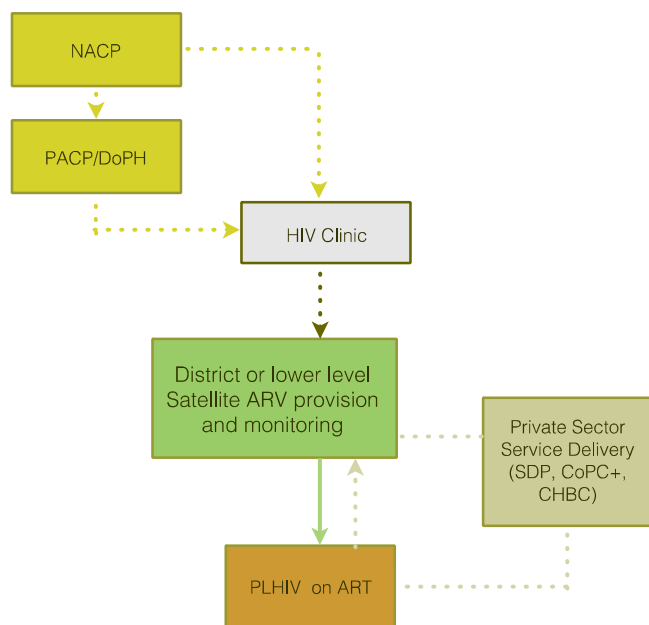 NACP
PACP/DoPH
HIV Clinic
District or lower level
Satellite ARV provision
and monitoring
Private Sector
Service Delivery
(SDP, CoPC+,
CHBC)
PLHIV on ART